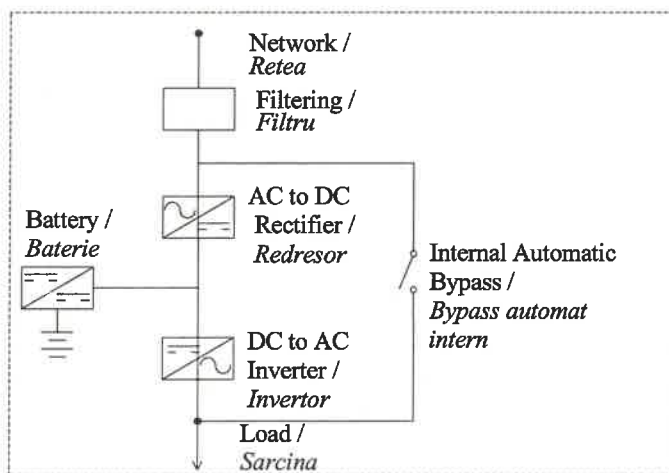 Network /
Retea
Filtering /
Filtru
AC to DC
Rectifier /
Redresor
Battery /
Baterie
Internal Automatic
Bypass /
Bypass automat
intern
DC to AC
Inverter /
Invertor
Load /
Sarcina